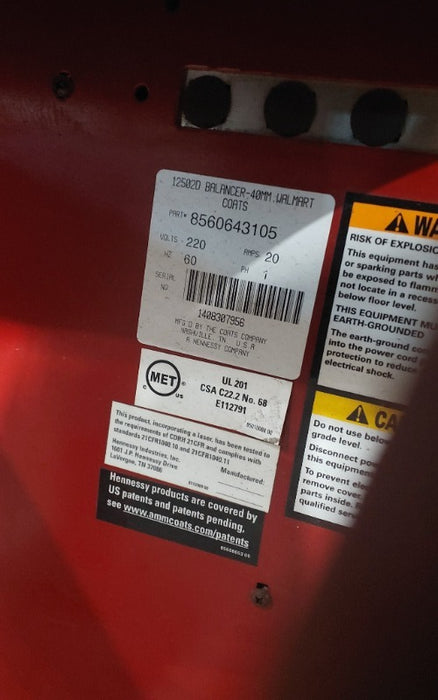 12502D BALANCER-40MM.WALMART
COATS
PART# 8560643105
VOLTS 220 AMPS 20
HZ 60 PH 1
SERIAL
NO
1408307956
MFG'D BY THE COATS COMPANY
NASHVILLE, TN U S A
A HENNESSY COMPANY
C MET US
UL 201
CSA C22.2 No. 68
E112791
This product, incorporating a laser, has been tested to
the requirements of CDRH 21CFR and complies with
standards 21CFR1040.10 and 21CFR1040.11
Hennessy Industries, Inc.
1601 J.P. Hennessy Drive
LaVergne, TN 37086
Manufactured:
Hennessy products are covered by
US patents and patents pending,
see www.ammcoats.com/patents
WA
RISK OF EXPLOSIO
This equipment has
or sparking parts w
be exposed to flamm
not locate in a recess
below floor level.
THIS EQUIPMENT MU
EARTH-GROUNDED
The earth-ground co
into the power cord
protection to reduce
electrical shock.
CA
Do not use below
grade level.
Disconnect pow
this equipmen
To prevent ele
remove cover.
parts inside. R
qualified serv